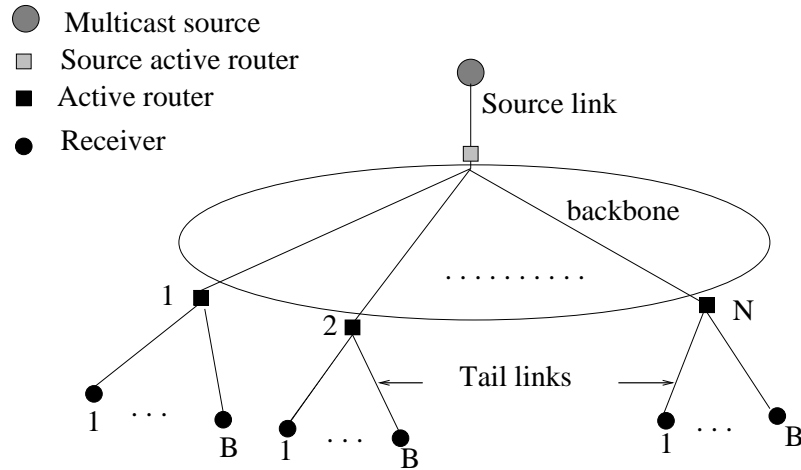 Multicast source
Source active router
Active router
Receiver
Source link
backbone
. . . . . . . . . .
1
2
N
Tail links
1 . . . B
1 . . . B
1 . . . B